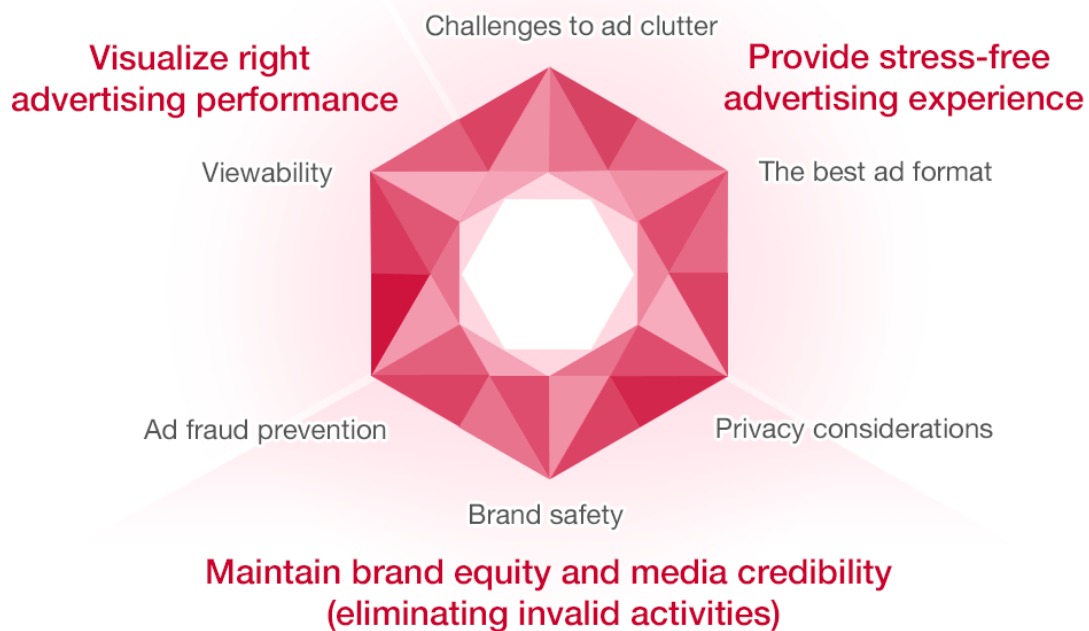 Challenges to ad clutter
Visualize right
advertising performance
Provide stress-free
advertising experience
Viewability
The best ad format
Ad fraud prevention
Privacy considerations
Brand safety
Maintain brand equity and media credibility
(eliminating invalid activities)